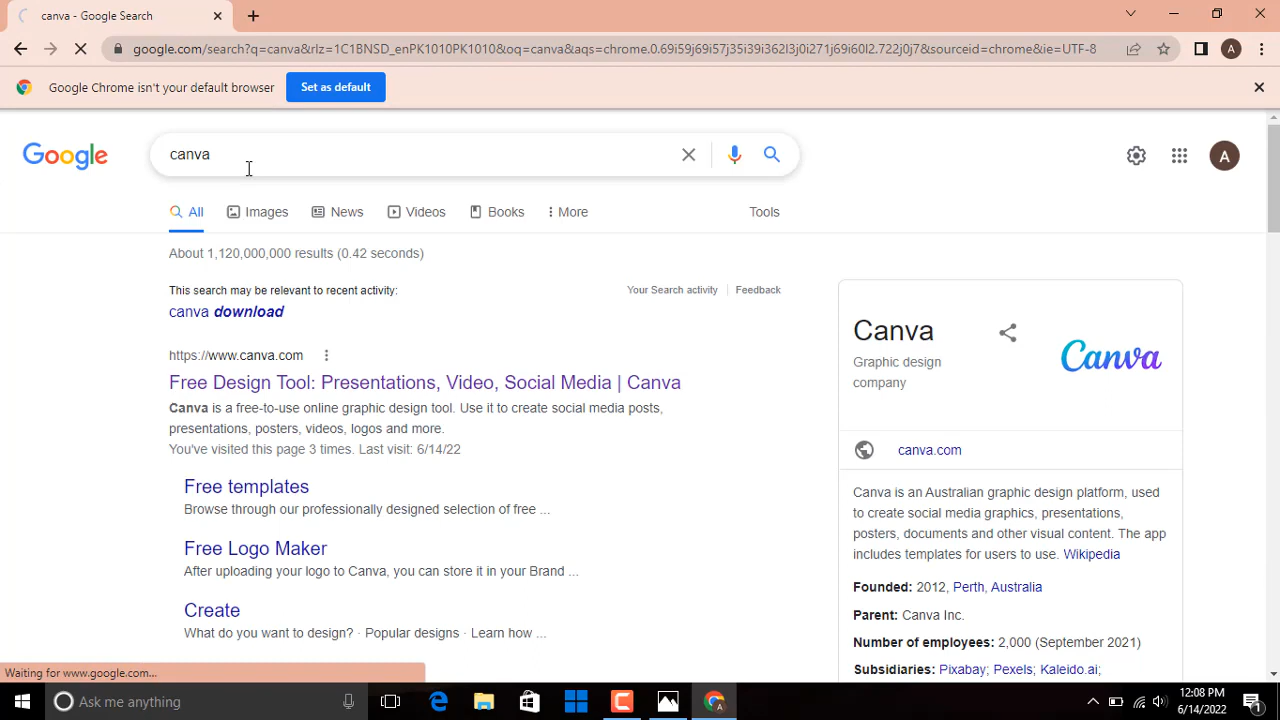 canva - Google Search
google.com/search?q=canva&rlz=1C1BNSD_enPK1010PK1010&oq=canva&aqs=chrome.0.69i59j69i57j35i39i362l3j0i271j69i60l2.722j0j7&sourceid=chrome&ie=UTF-8
A
Google Chrome isn't your default browser
Set as default
Google
canva
A
All
Images
News
Videos
Books
More
Tools
About 1,120,000,000 results (0.42 seconds)
This search may be relevant to recent activity:
Your Search activity
Feedback
canva download
https://www.canva.com
Free Design Tool: Presentations, Video, Social Media | Canva
Canva is a free-to-use online graphic design tool. Use it to create social media posts,
presentations, posters, videos, logos and more.
You've visited this page 3 times. Last visit: 6/14/22
Free templates
Browse through our professionally designed selection of free ...
Free Logo Maker
After uploading your logo to Canva, you can store it in your Brand ...
Create
What do you want to design? · Popular designs · Learn how ...
Canva
Graphic design
company
Canva
canva.com
Canva is an Australian graphic design platform, used
to create social media graphics, presentations,
posters, documents and other visual content. The app
includes templates for users to use. Wikipedia
Founded: 2012, Perth, Australia
Parent: Canva Inc.
Number of employees: 2,000 (September 2021)
Subsidiaries: Pixabay; Pexels; Kaleido.ai;
Waiting for www.google.com...
Ask me anything
A
12:08 PM
6/14/2022
1